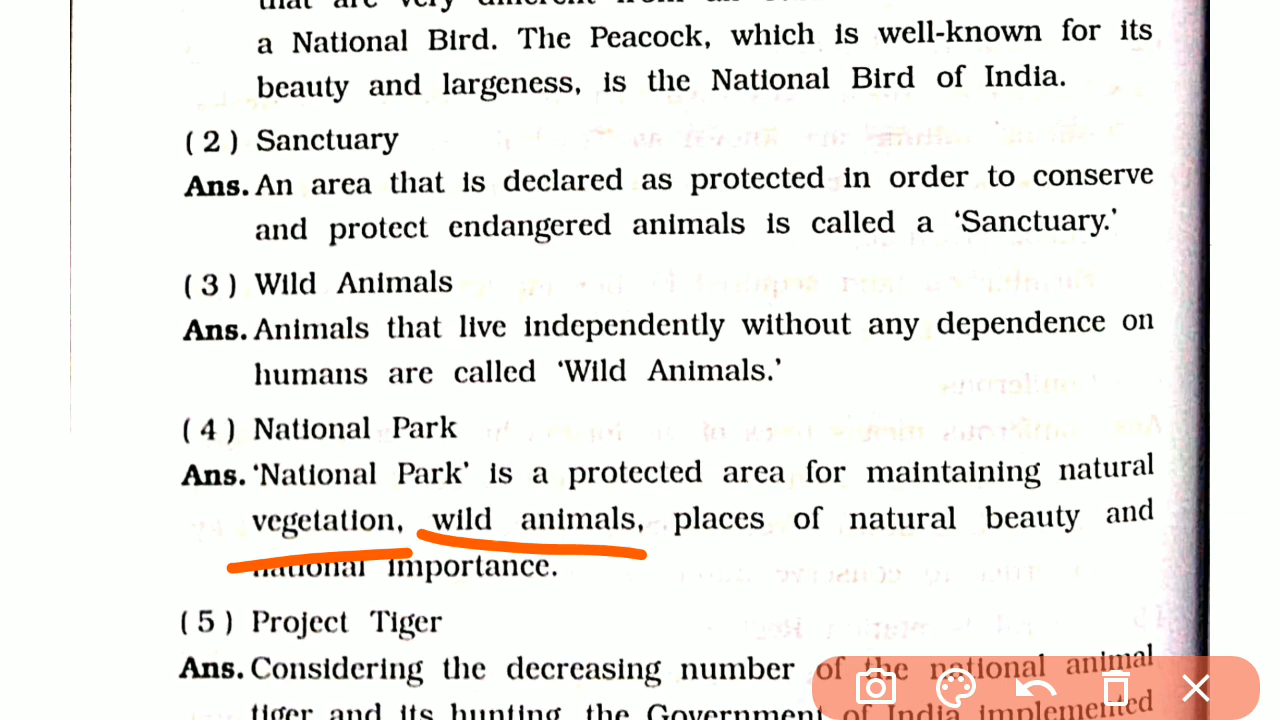 that are very different from
a National Bird. The Peacock, which is well-known for its
beauty and largeness, is the National Bird of India.
( 2 ) Sanctuary
Ans. An area that is declared as protected in order to conserve
and protect endangered animals is called a ‘Sanctuary.’
( 3 ) Wild Animals
Ans. Animals that live independently without any dependence on
humans are called ‘Wild Animals.’
( 4 ) National Park
Ans. ‘National Park’ is a protected area for maintaining natural
vegetation, wild animals, places of natural beauty and
national importance.
( 5 ) Project Tiger
Ans. Considering the decreasing number of the national animal
tiger and its hunting, the Government of India implemented